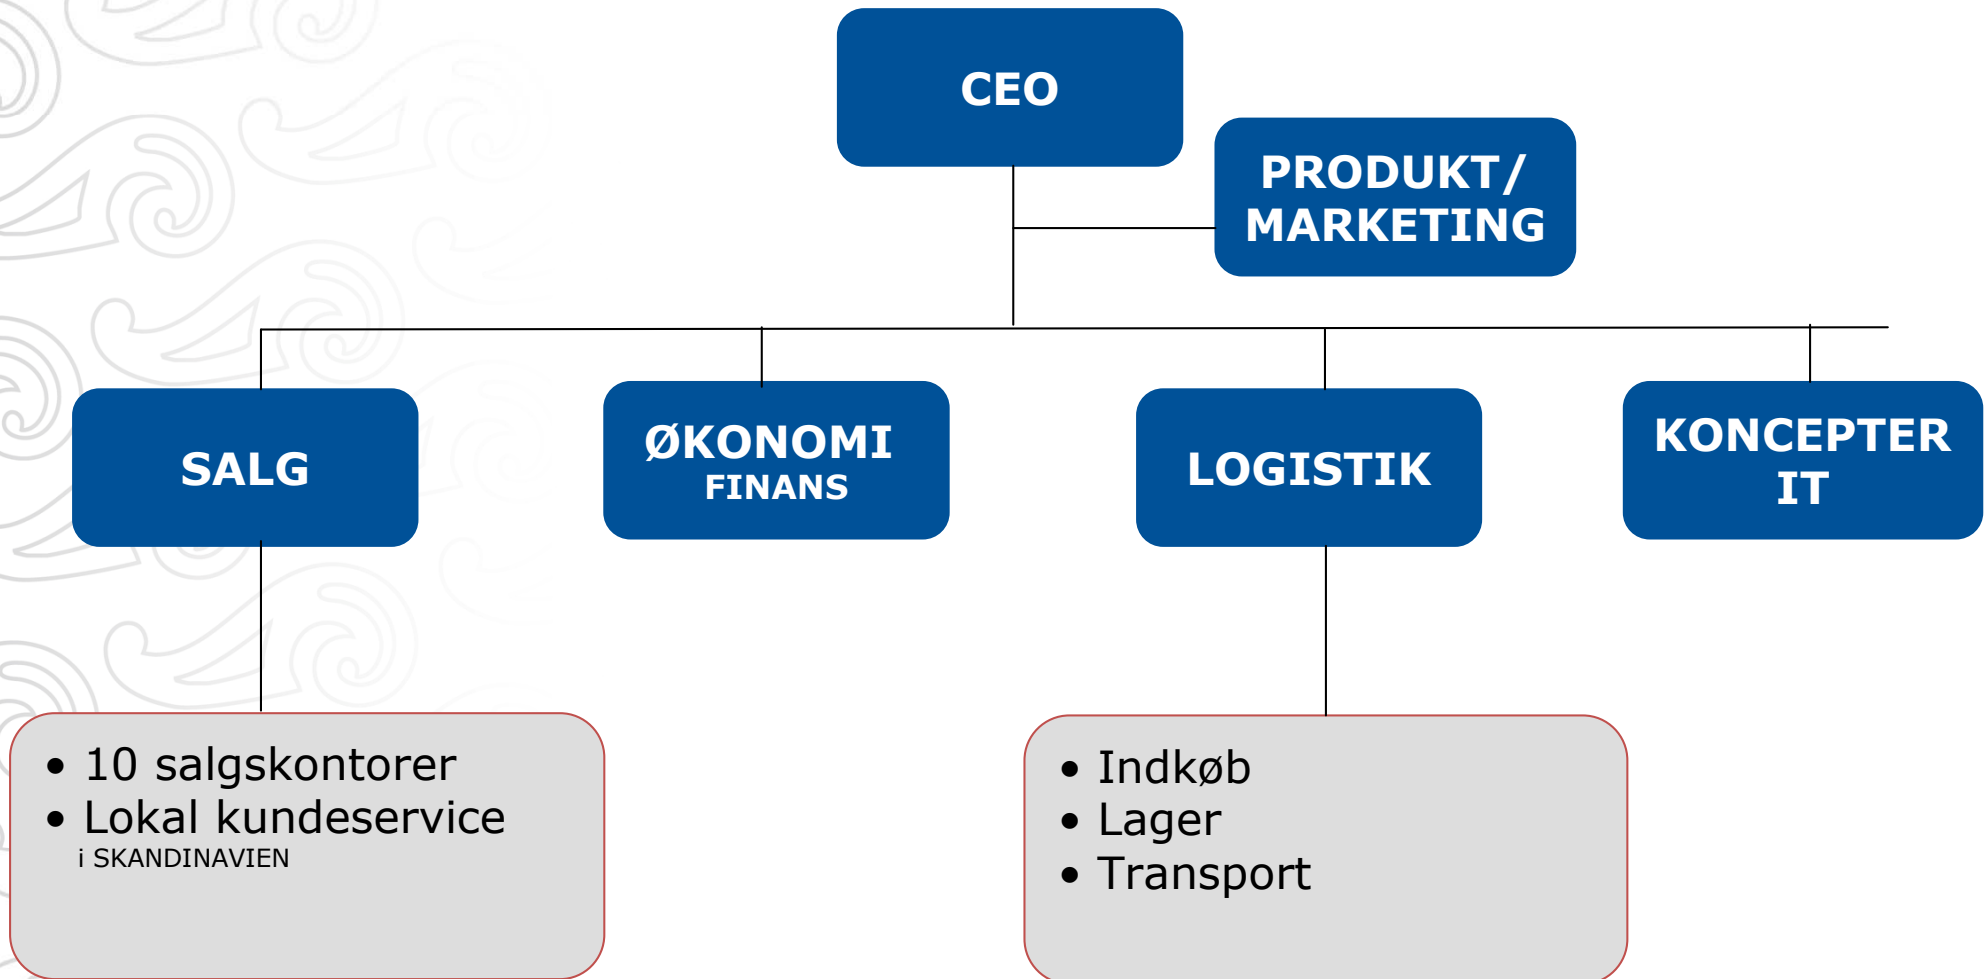 CEO
PRODUKT/
MARKETING
SALG
ØKONOMI
FINANS
LOGISTIK
KONCEPTER
IT
• 10 salgskontorer
• Lokal kundeservice
i SKANDINAVIEN
• Indkøb
• Lager
• Transport